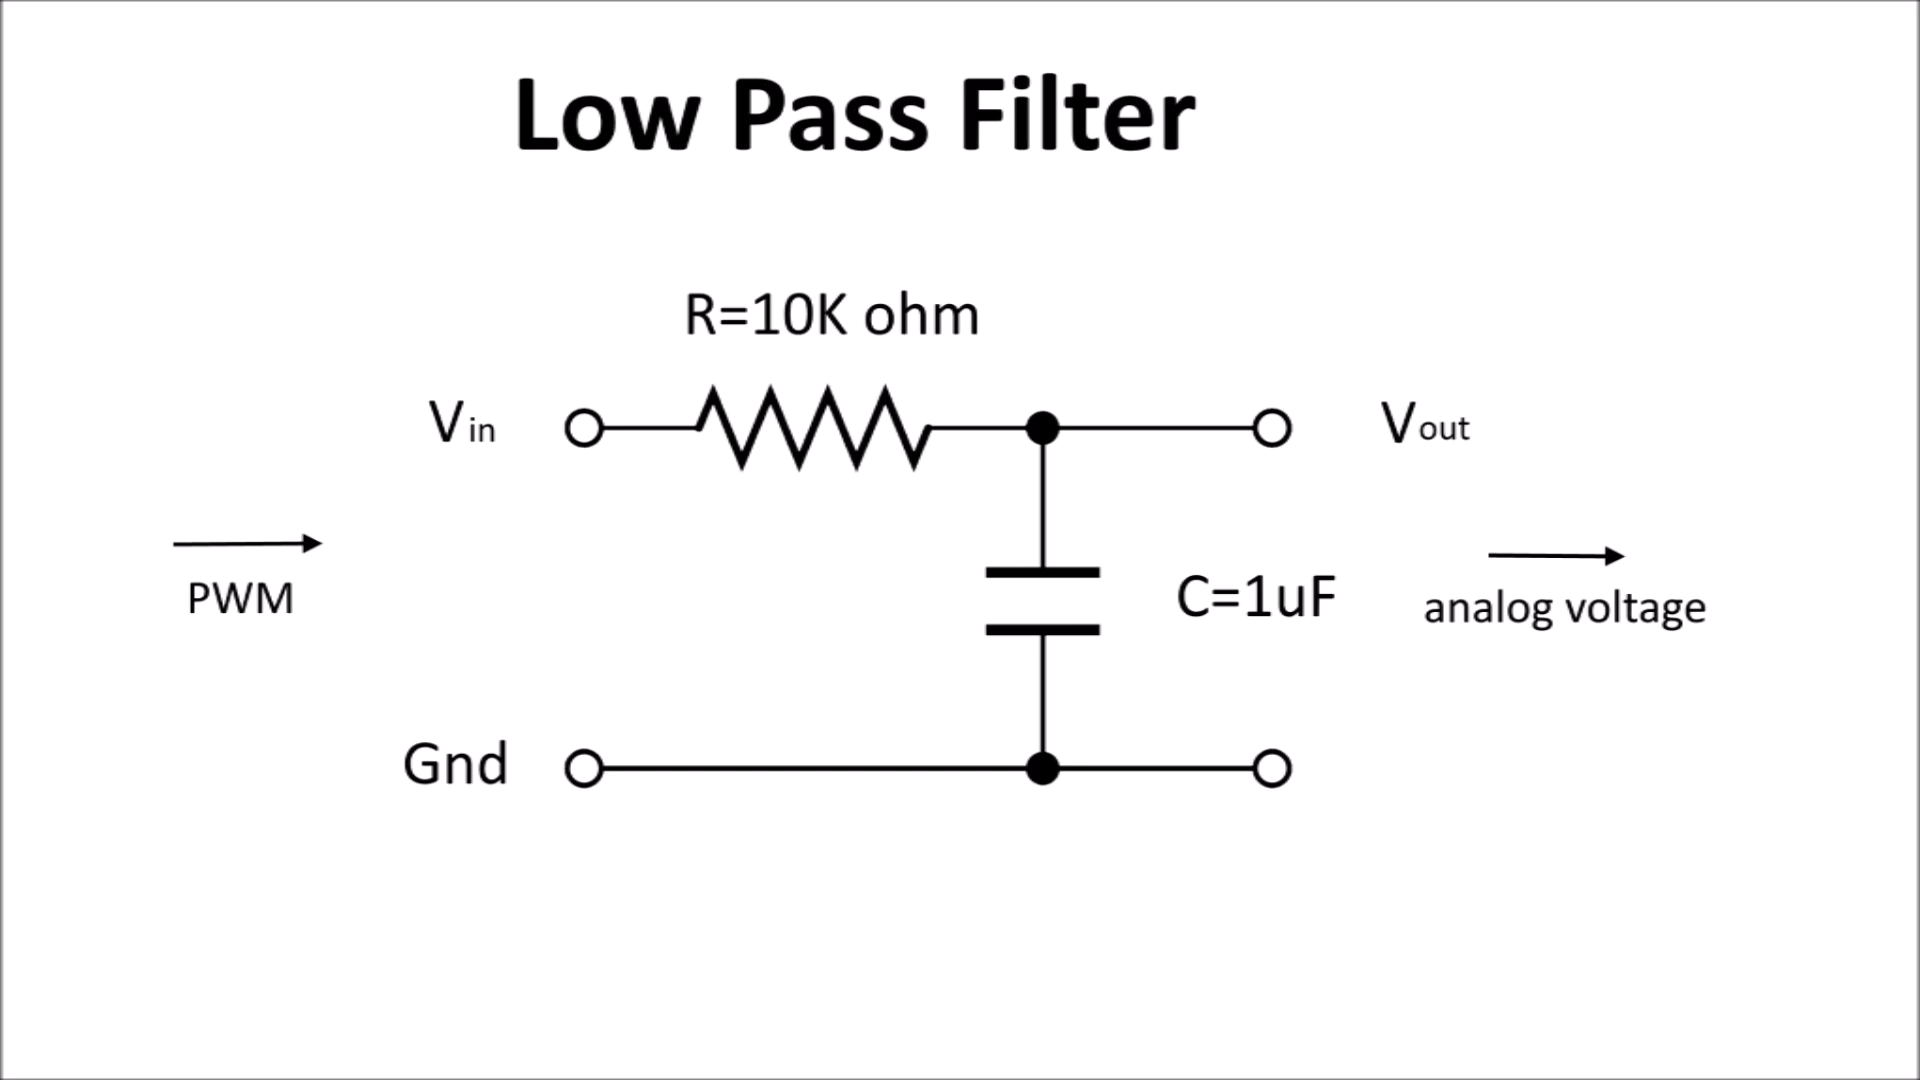 Low Pass Filter
R=10K ohm
Vin
Vout
PWM
C=1uF
analog voltage
Gnd